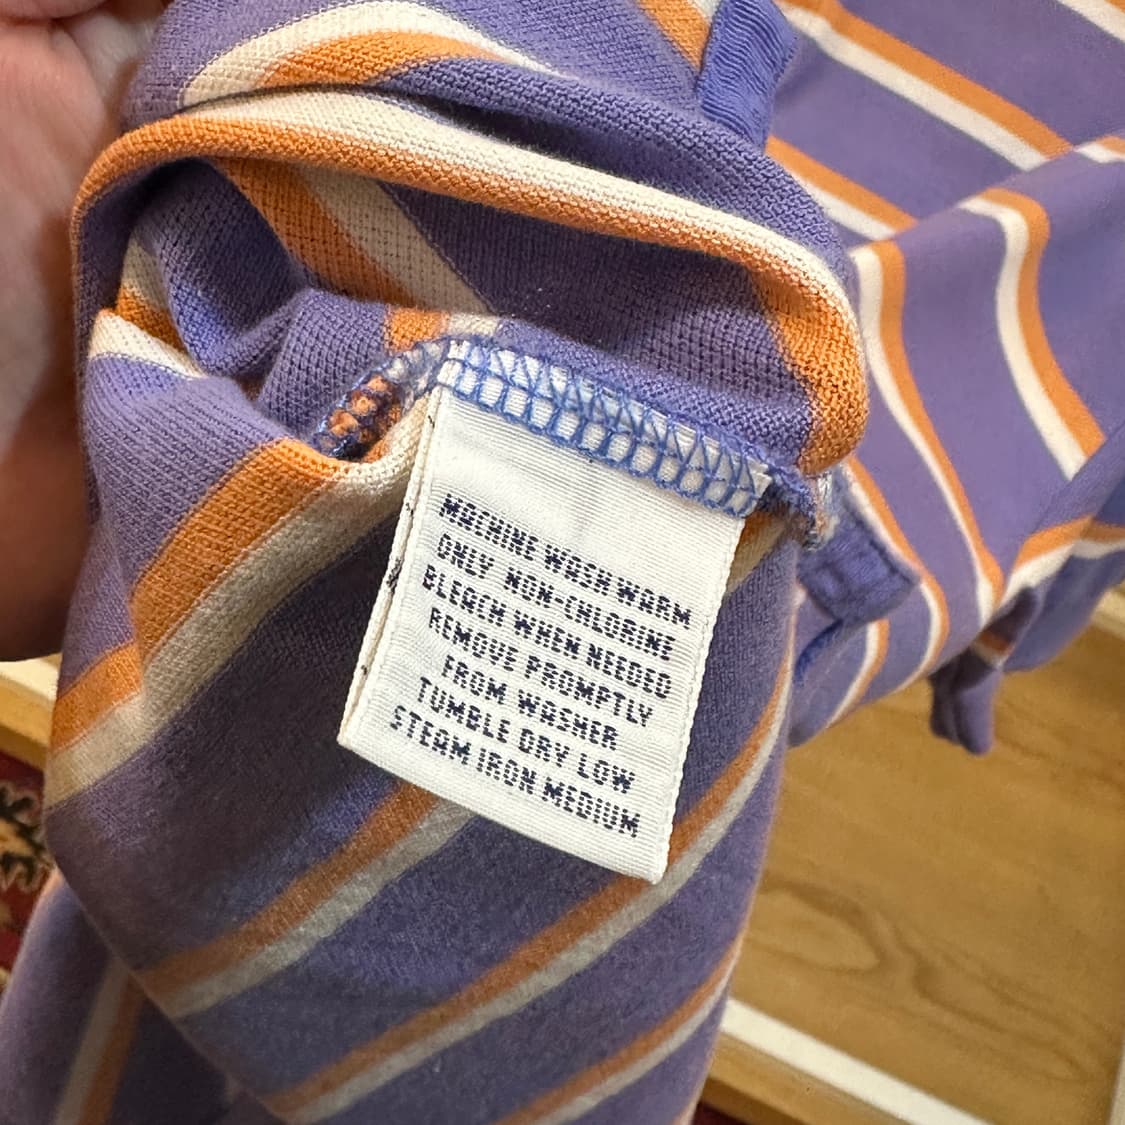 MACHINE WASH WARM
ONLY NON-CHLORINE
BLEACH WHEN NEEDED
REMOVE PROMPTLY
FROM WASHER
TUMBLE DRY LOW
STEAM IRON MEDIUM